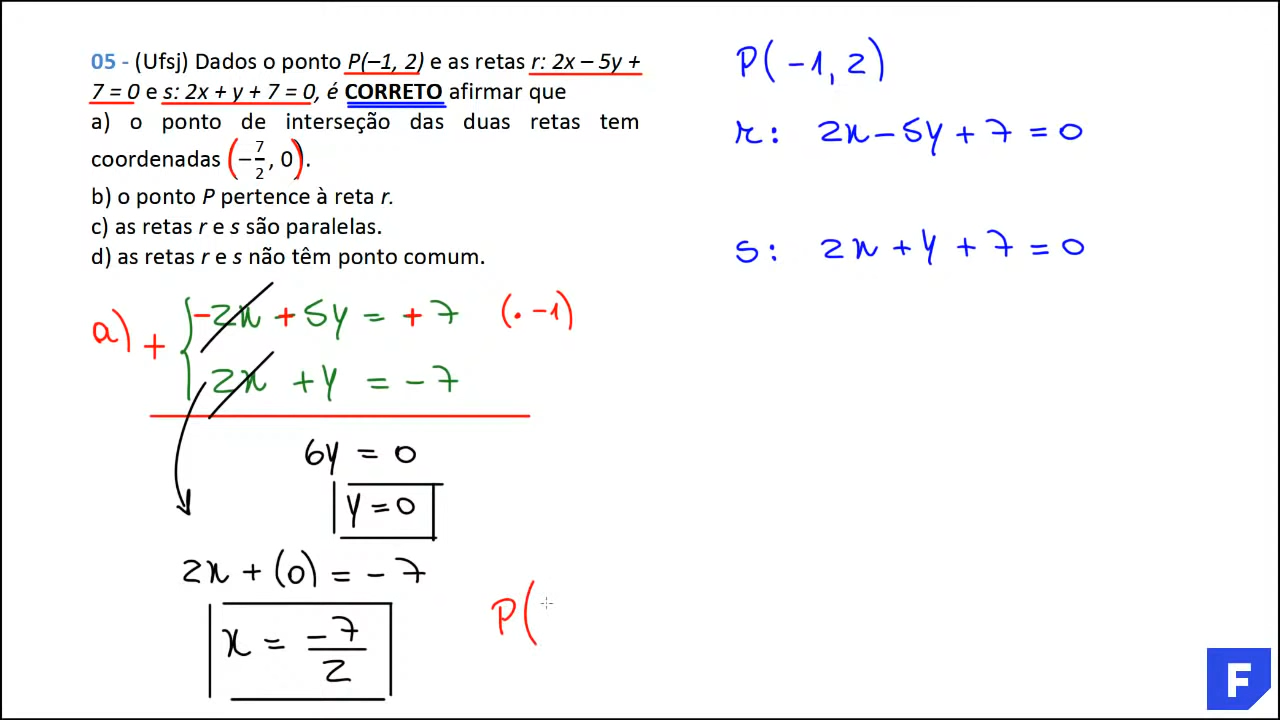 05 - (Ufsj) Dados o ponto P(–1, 2) e as retas r: 2x – 5y +
7 = 0 e s: 2x + y + 7 = 0, é CORRETO afirmar que
a) o ponto de interseção das duas retas tem
coordenadas (–7/2, 0).
b) o ponto P pertence à reta r.
c) as retas r e s são paralelas.
d) as retas r e s não têm ponto comum.
P(-1, 2)
r: 2x - 5y + 7 = 0
s: 2x + y + 7 = 0
a) + { -2x + 5y = +7 (· -1)
2x + y = -7
6y = 0
y = 0
2x + (0) = -7
x = -7/2
P(
F